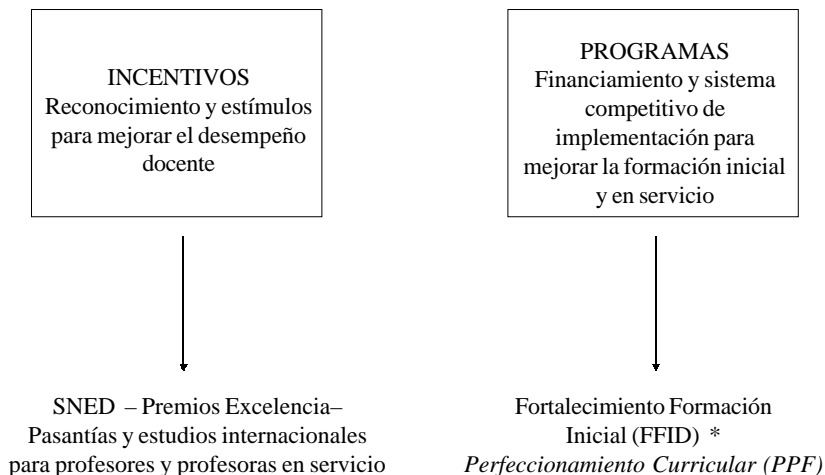 INCENTIVOS
Reconocimiento y estímulos
para mejorar el desempeño
docente
PROGRAMAS
Financiamiento y sistema
competitivo de
implementación para
mejorar la formación inicial
y en servicio
SNED – Premios Excelencia–
Pasantías y estudios internacionales
para profesores y profesoras en servicio
Fortalecimiento Formación
Inicial (FFID) *
Perfeccionamiento Curricular (PPF)